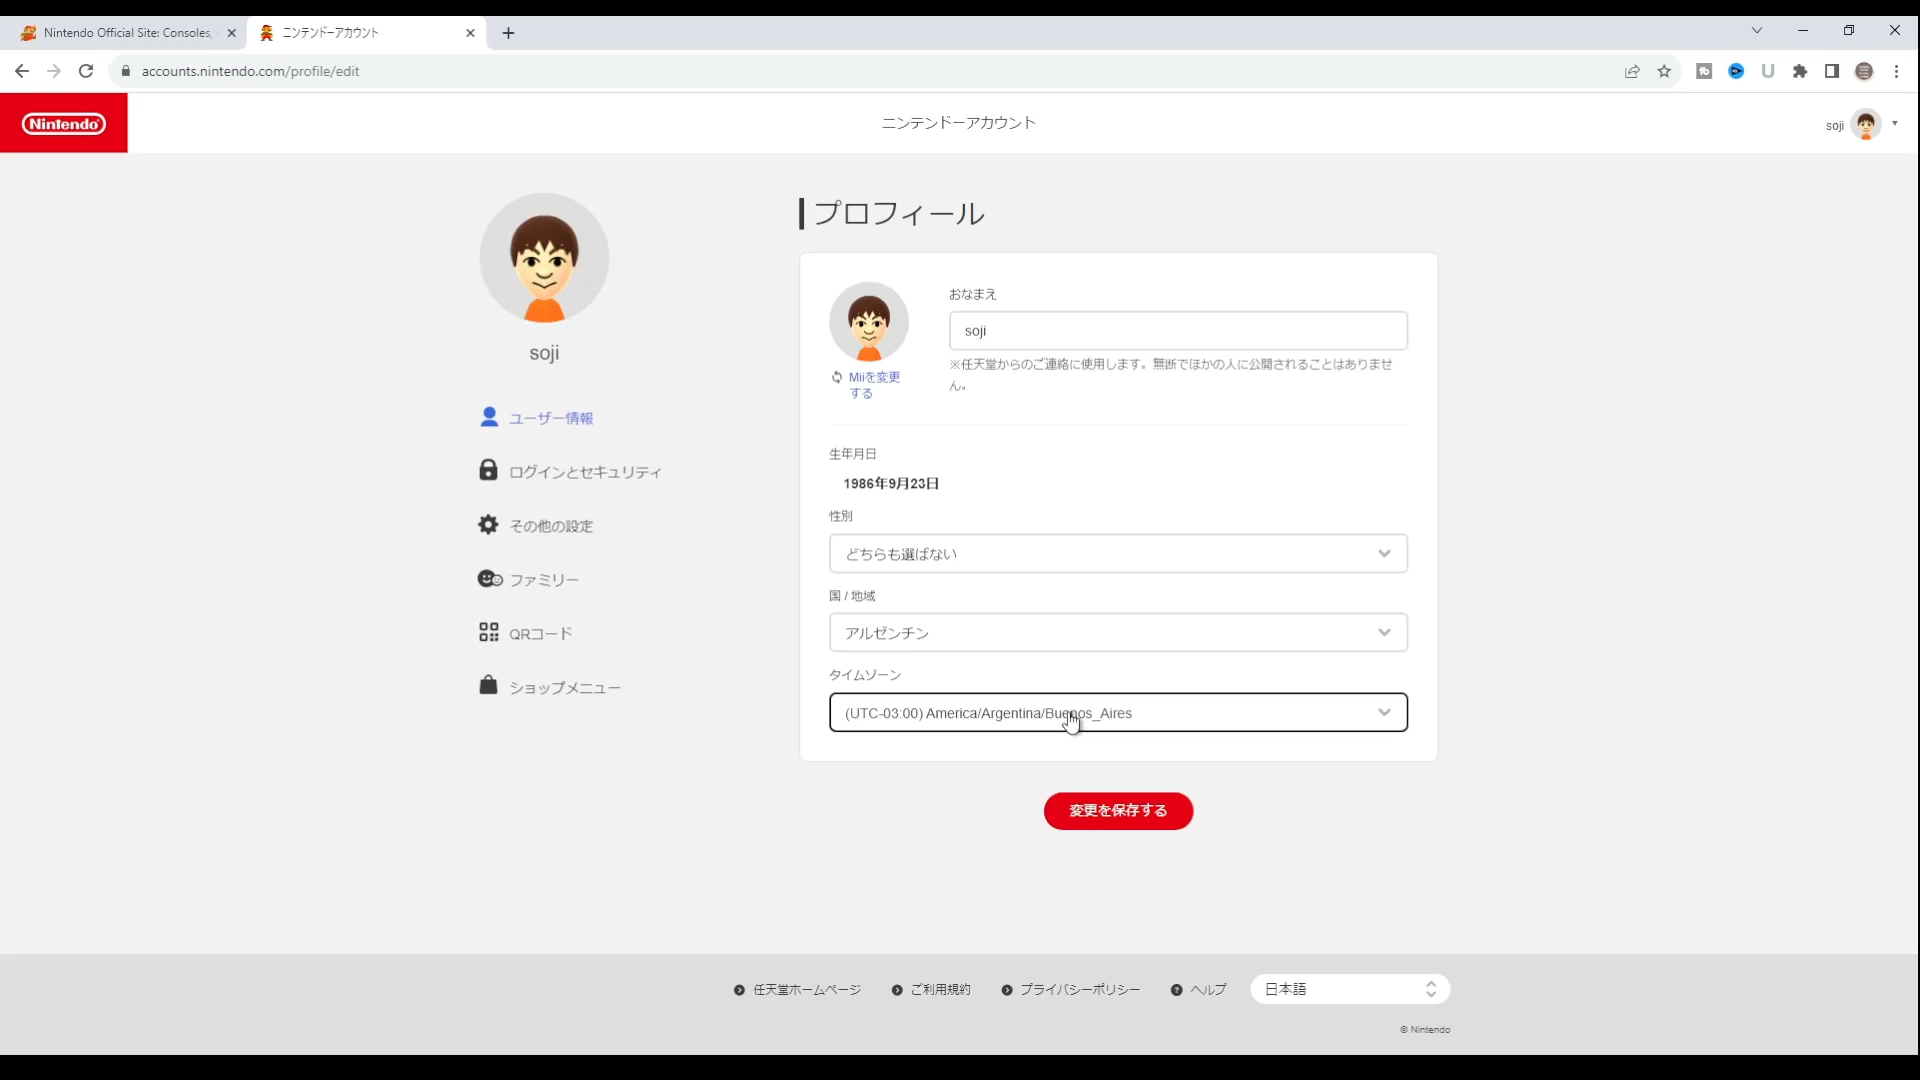 Nintendo Official Site: Consoles,
ニンテンドーアカウント
accounts.nintendo.com/profile/edit
Nintendo
ニンテンドーアカウント
soji
プロフィール
soji
ユーザー情報
ログインとセキュリティ
その他の設定
ファミリー
QRコード
ショップメニュー
Miiを変更
する
おなまえ
soji
※任天堂からのご連絡に使用します。無断でほかの人に公開されることはありませ
ん。
生年月日
1986年9月23日
性別
どちらも選ばない
国 / 地域
アルゼンチン
タイムゾーン
(UTC-03:00) America/Argentina/Buenos_Aires
変更を保存する
任天堂ホームページ
ご利用規約
プライバシーポリシー
ヘルプ
日本語
© Nintendo